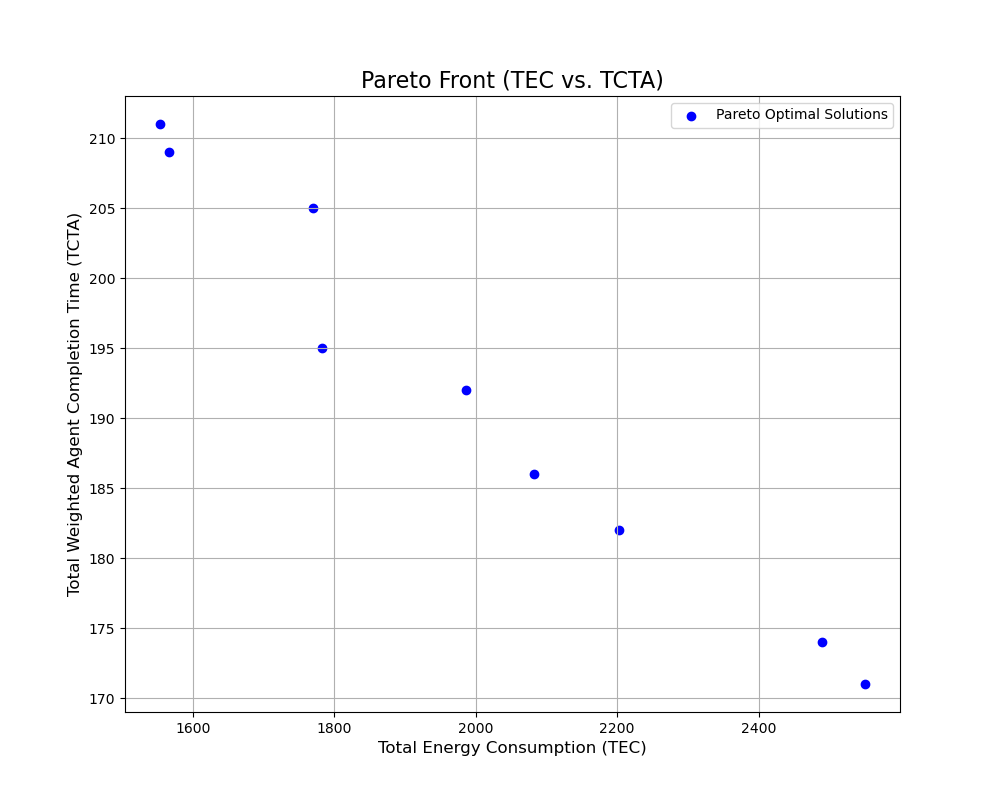 Pareto Front (TEC vs. TCTA)
Pareto Optimal Solutions
Total Weighted Agent Completion Time (TCTA)
210
205
200
195
190
185
180
175
170
1600 1800 2000 2200 2400
Total Energy Consumption (TEC)